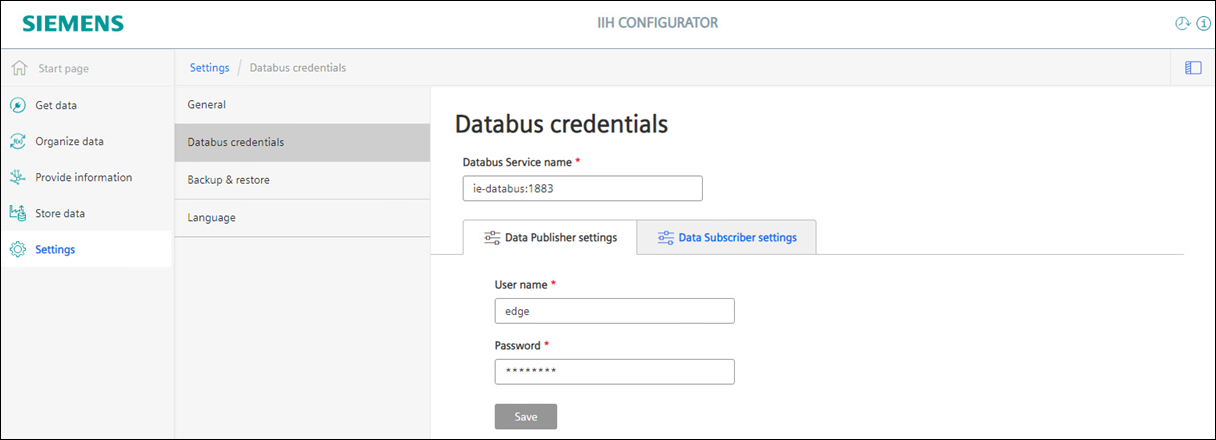 SIEMENS
IIH CONFIGURATOR
Start page
Get data
Organize data
Provide information
Store data
Settings
Settings / Databus credentials
General
Databus credentials
Backup & restore
Language
Databus credentials
Databus Service name *
ie-databus:1883
Data Publisher settings
Data Subscriber settings
User name *
edge
Password *
********
Save